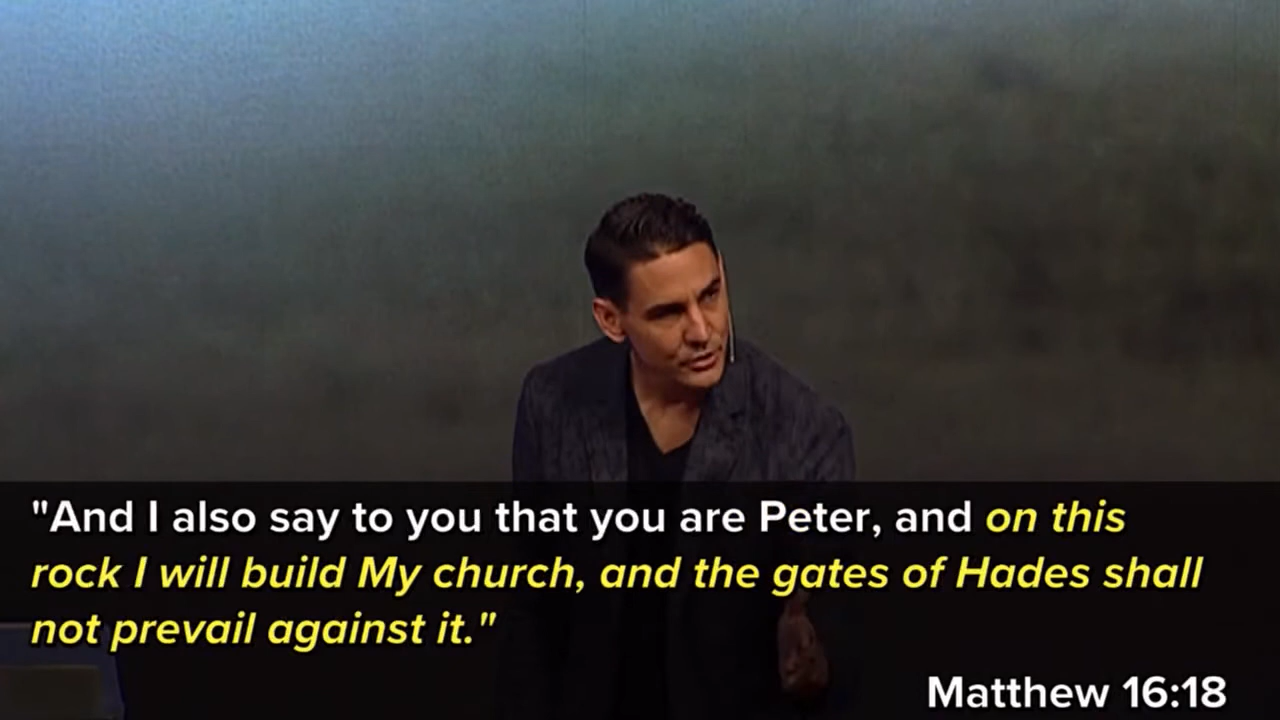 "And I also say to you that you are Peter, and on this
rock I will build My church, and the gates of Hades shall
not prevail against it."
Matthew 16:18